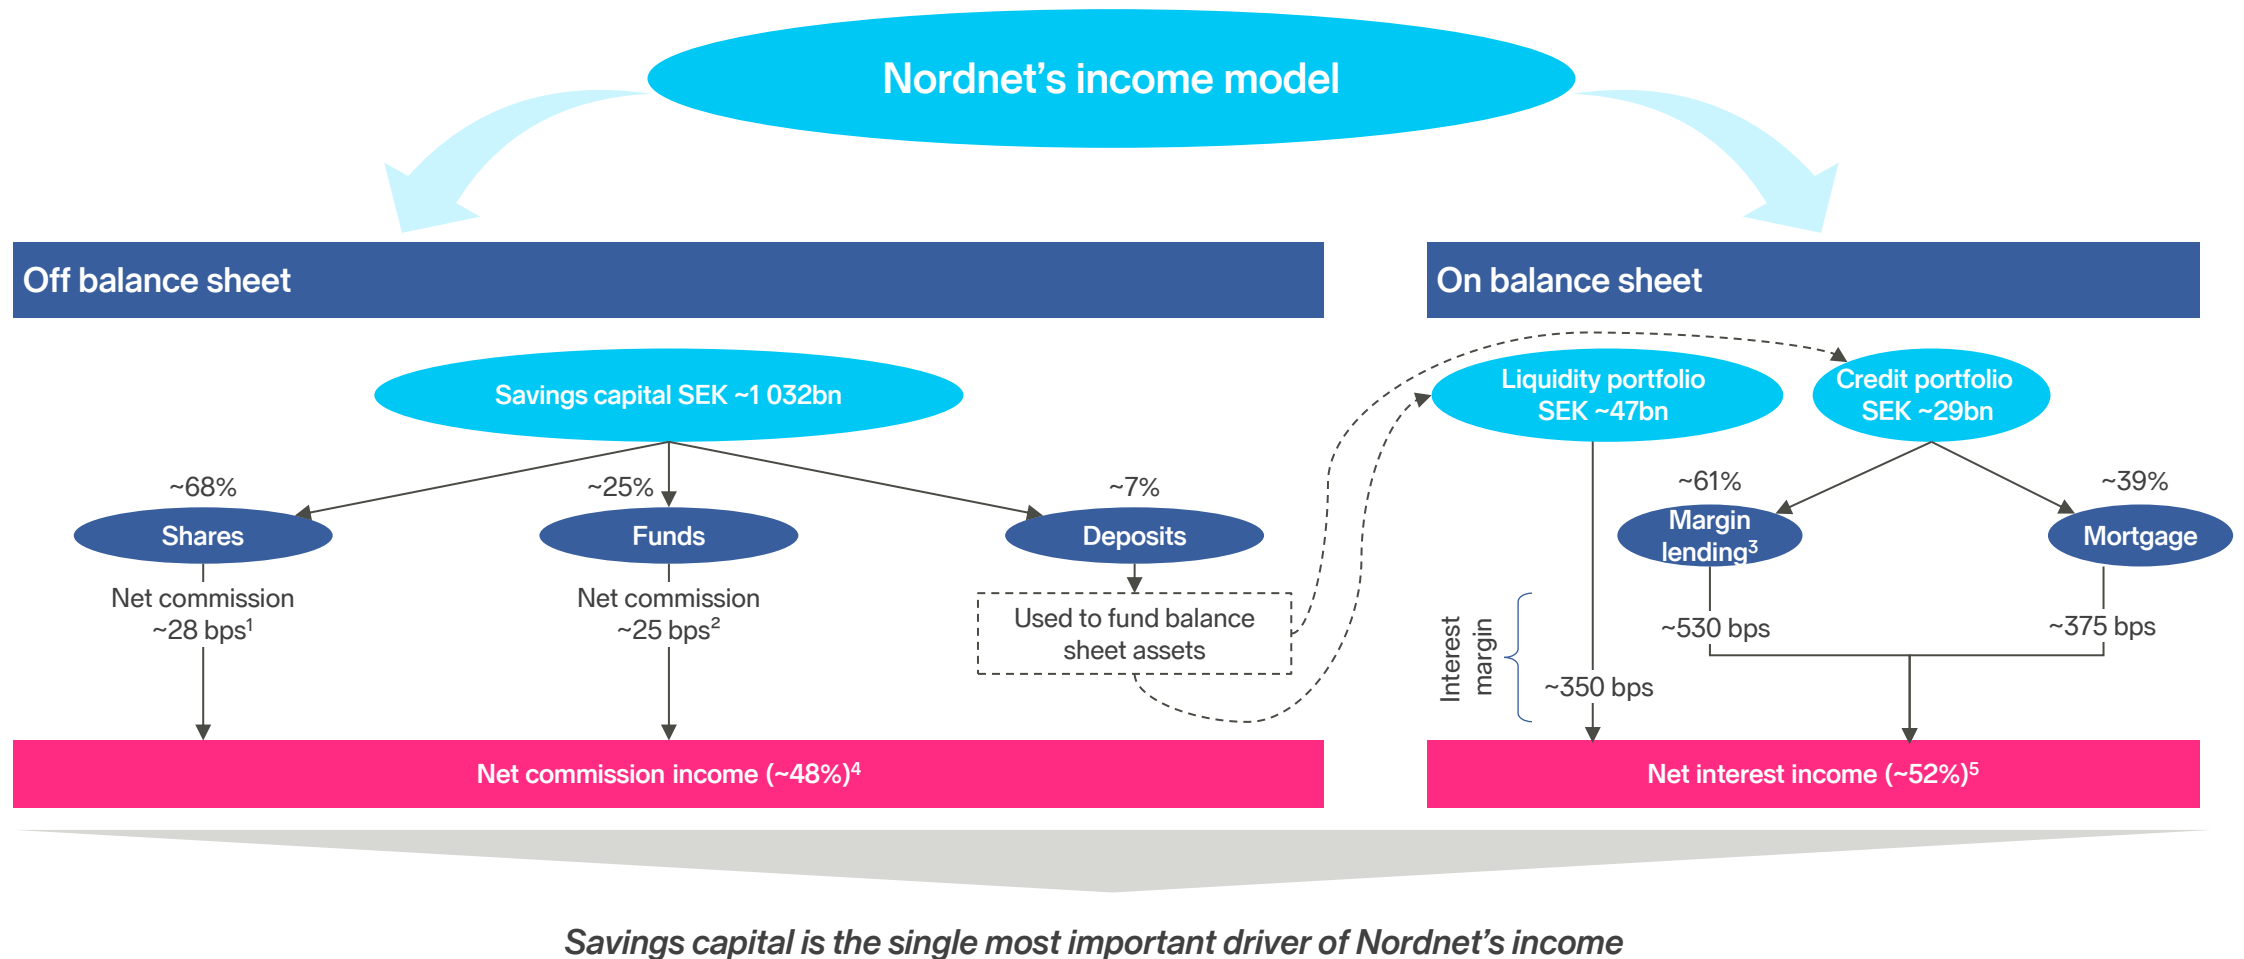 Nordnet’s income model
Off balance sheet
On balance sheet
Savings capital SEK ~1 032bn
Liquidity portfolio
SEK ~47bn
Credit portfolio
SEK ~29bn
~68%
~25%
~7%
~61%
~39%
Shares
Funds
Deposits
Margin
lending³
Mortgage
Net commission
~28 bps¹
Net commission
~25 bps²
Used to fund balance
sheet assets
Interest
margin
~350 bps
~530 bps
~375 bps
Net commission income (~48%)⁴
Net interest income (~52%)⁵
Savings capital is the single most important driver of Nordnet’s income